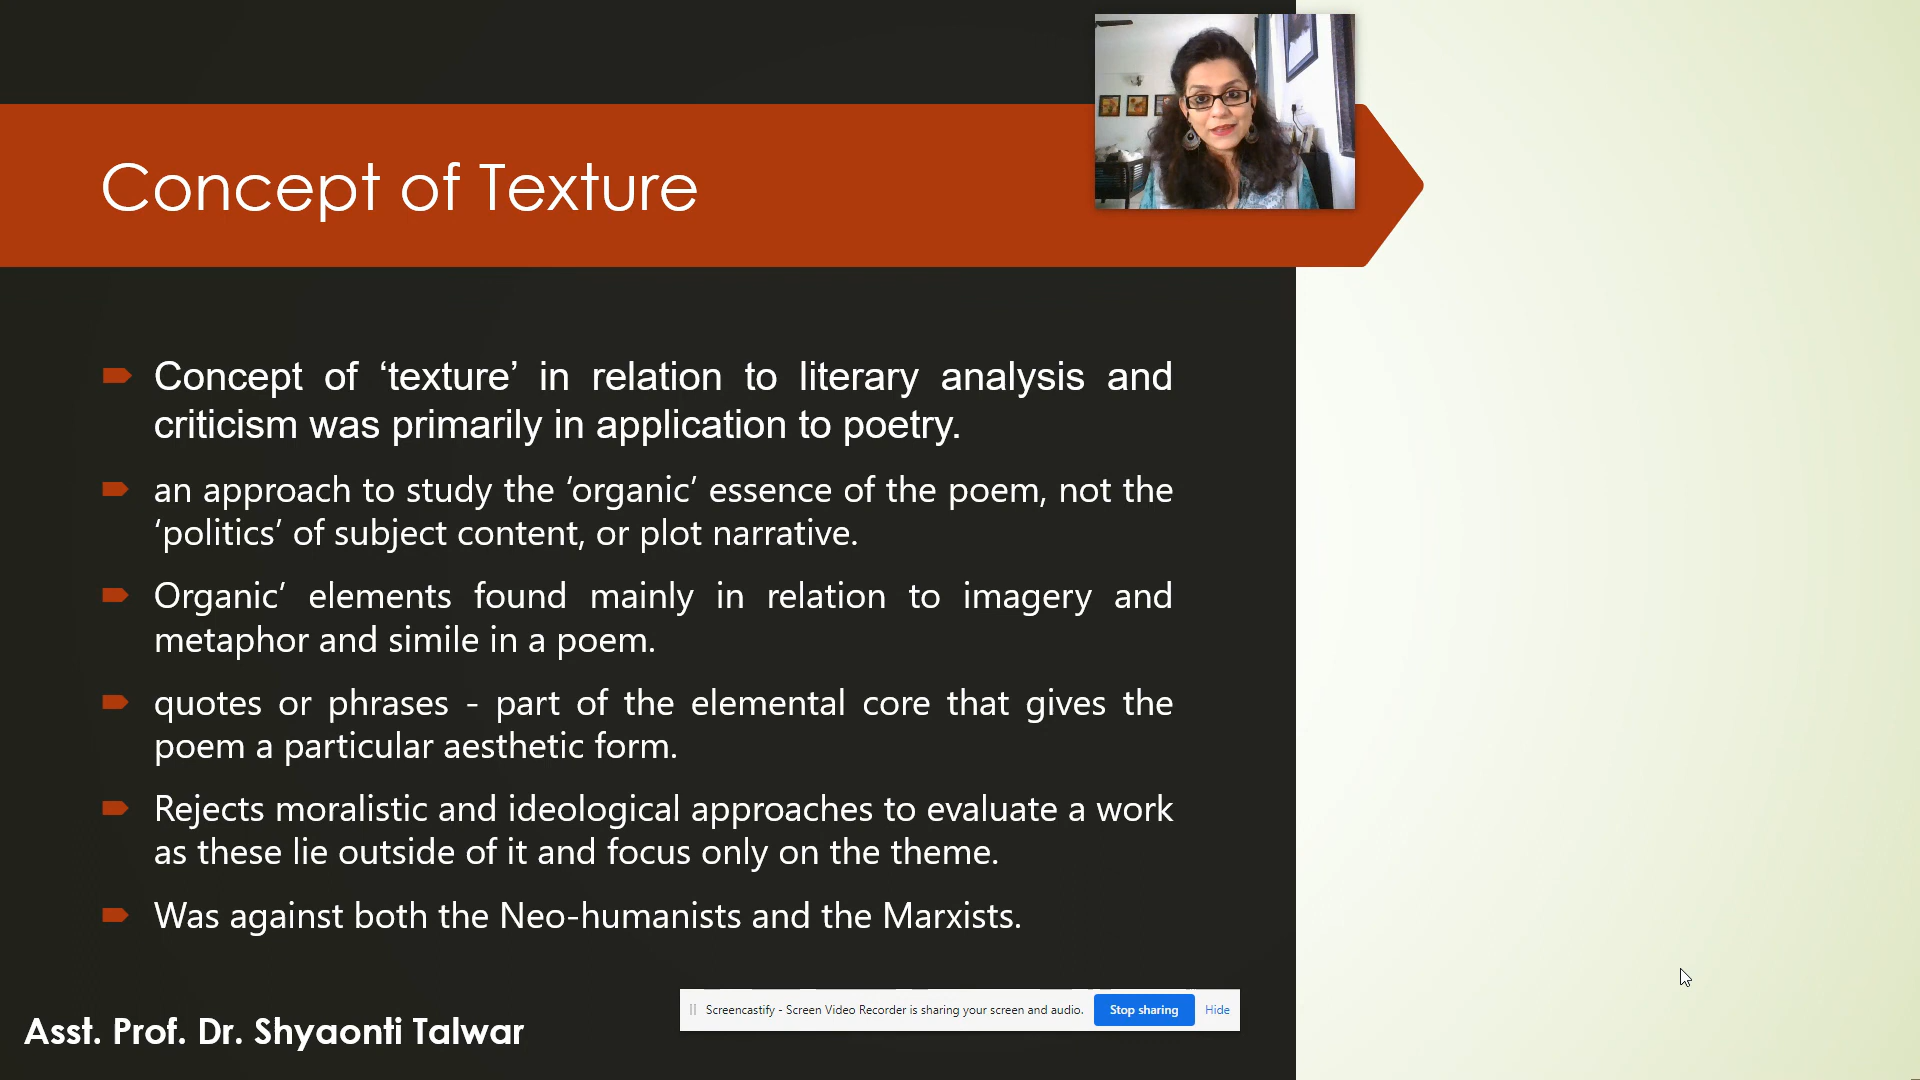 Concept of Texture
Concept of ‘texture’ in relation to literary analysis and
criticism was primarily in application to poetry.
an approach to study the ‘organic’ essence of the poem, not the
‘politics’ of subject content, or plot narrative.
Organic’ elements found mainly in relation to imagery and
metaphor and simile in a poem.
quotes or phrases - part of the elemental core that gives the
poem a particular aesthetic form.
Rejects moralistic and ideological approaches to evaluate a work
as these lie outside of it and focus only on the theme.
Was against both the Neo-humanists and the Marxists.
Screencastify - Screen Video Recorder is sharing your screen and audio. Stop sharing Hide
Asst. Prof. Dr. Shyaonti Talwar